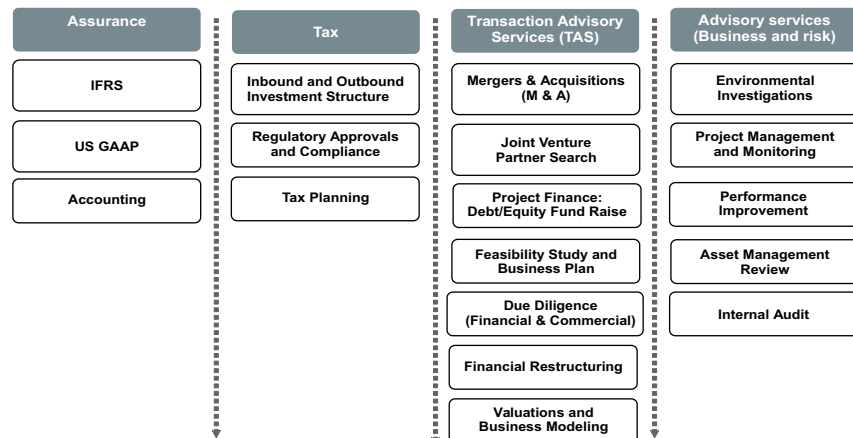 Assurance
IFRS
US GAAP
Accounting
Tax
Inbound and Outbound
Investment Structure
Regulatory Approvals
and Compliance
Tax Planning
Transaction Advisory
Services (TAS)
Mergers & Acquisitions
(M & A)
Joint Venture
Partner Search
Project Finance:
Debt/Equity Fund Raise
Feasibility Study and
Business Plan
Due Diligence
(Financial & Commercial)
Financial Restructuring
Valuations and
Business Modeling
Advisory services
(Business and risk)
Environmental
Investigations
Project Management
and Monitoring
Performance
Improvement
Asset Management
Review
Internal Audit